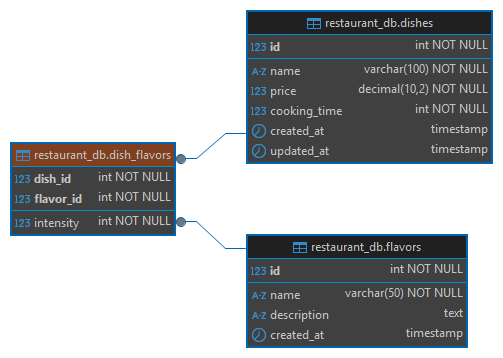 restaurant_db.dishes
123 id int NOT NULL
A-Z name varchar(100) NOT NULL
123 price decimal(10,2) NOT NULL
123 cooking_time int NOT NULL
created_at timestamp
updated_at timestamp
restaurant_db.dish_flavors
123 dish_id int NOT NULL
123 flavor_id int NOT NULL
123 intensity int NOT NULL
restaurant_db.flavors
123 id int NOT NULL
A-Z name varchar(50) NOT NULL
A-Z description text
created_at timestamp